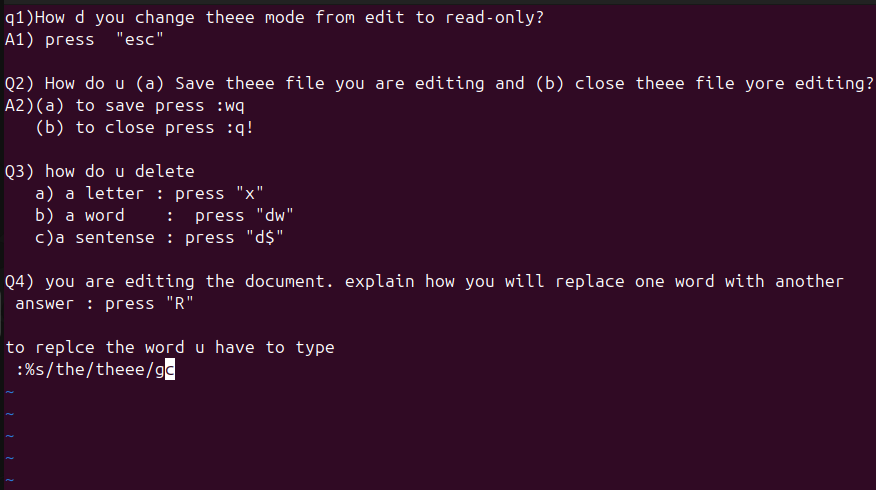 q1)How d you change theee mode from edit to read-only?
A1) press  "esc"
Q2) How do u (a) Save theee file you are editing and (b) close theee file yore editing?
A2)(a) to save press :wq
   (b) to close press :q!
Q3) how do u delete
   a) a letter : press "x"
   b) a word    :  press "dw"
   c)a sentense : press "d$"
Q4) you are editing the document. explain how you will replace one word with another
 answer : press "R"
to replce the word u have to type
 :%s/the/theee/gc
~
~
~
~
~